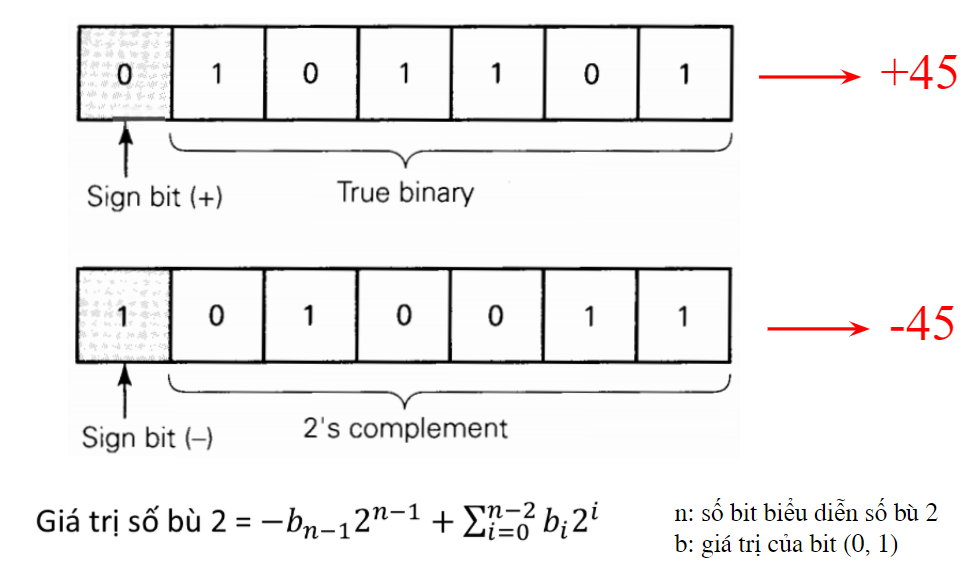 0 1 0 1 1 0 1 → +45
Sign bit (+)
True binary
1 0 1 0 0 1 1 → -45
Sign bit (–)
2's complement
Giá trị số bù 2 = $-b_{n-1}2^{n-1} + \sum_{i=0}^{n-2} b_i 2^i$
n: số bit biểu diễn số bù 2
b: giá trị của bit (0, 1)